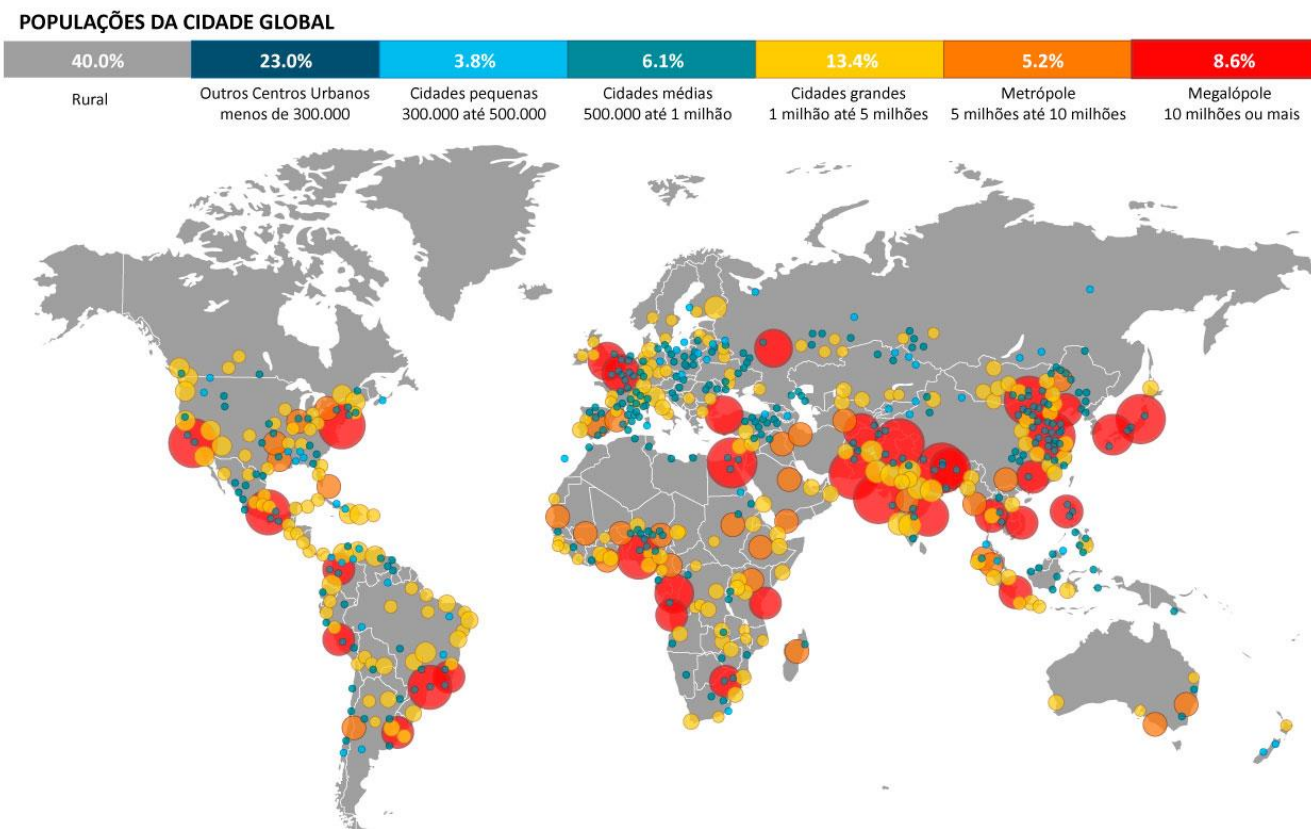 POPULAÇÕES DA CIDADE GLOBAL
40.0% 23.0% 3.8% 6.1% 13.4% 5.2% 8.6%
Rural Outros Centros Urbanos Cidades pequenas Cidades médias Cidades grandes Metrópole Megalópole
menos de 300.000 300.000 até 500.000 500.000 até 1 milhão 1 milhão até 5 milhões 5 milhões até 10 milhões 10 milhões ou mais